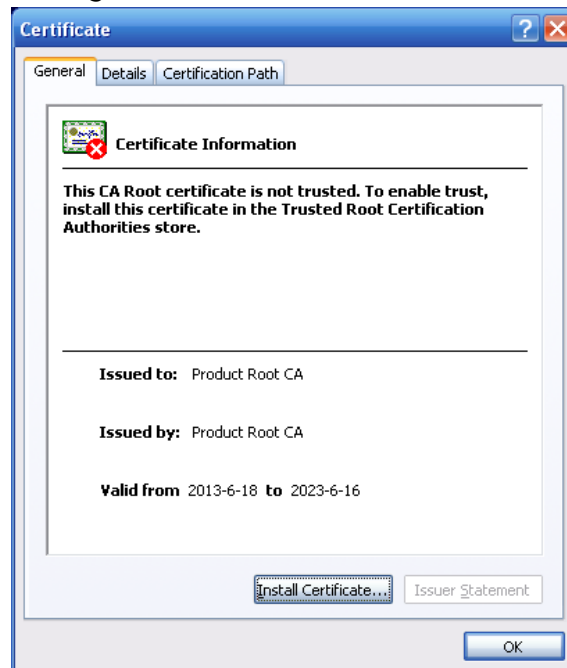 Certificate
General Details Certification Path
Certificate Information
This CA Root certificate is not trusted. To enable trust,
install this certificate in the Trusted Root Certification
Authorities store.
Issued to: Product Root CA
Issued by: Product Root CA
Valid from 2013-6-18 to 2023-6-16
Install Certificate... Issuer Statement
OK